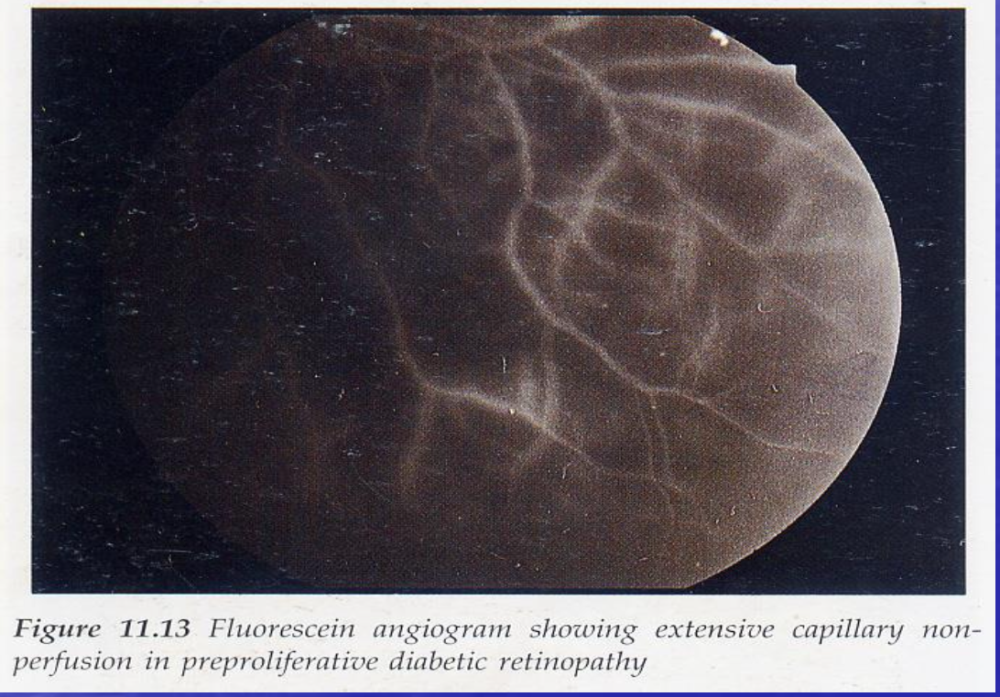 Figure 11.13 Fluorescein angiogram showing extensive capillary non-
perfusion in preproliferative diabetic retinopathy